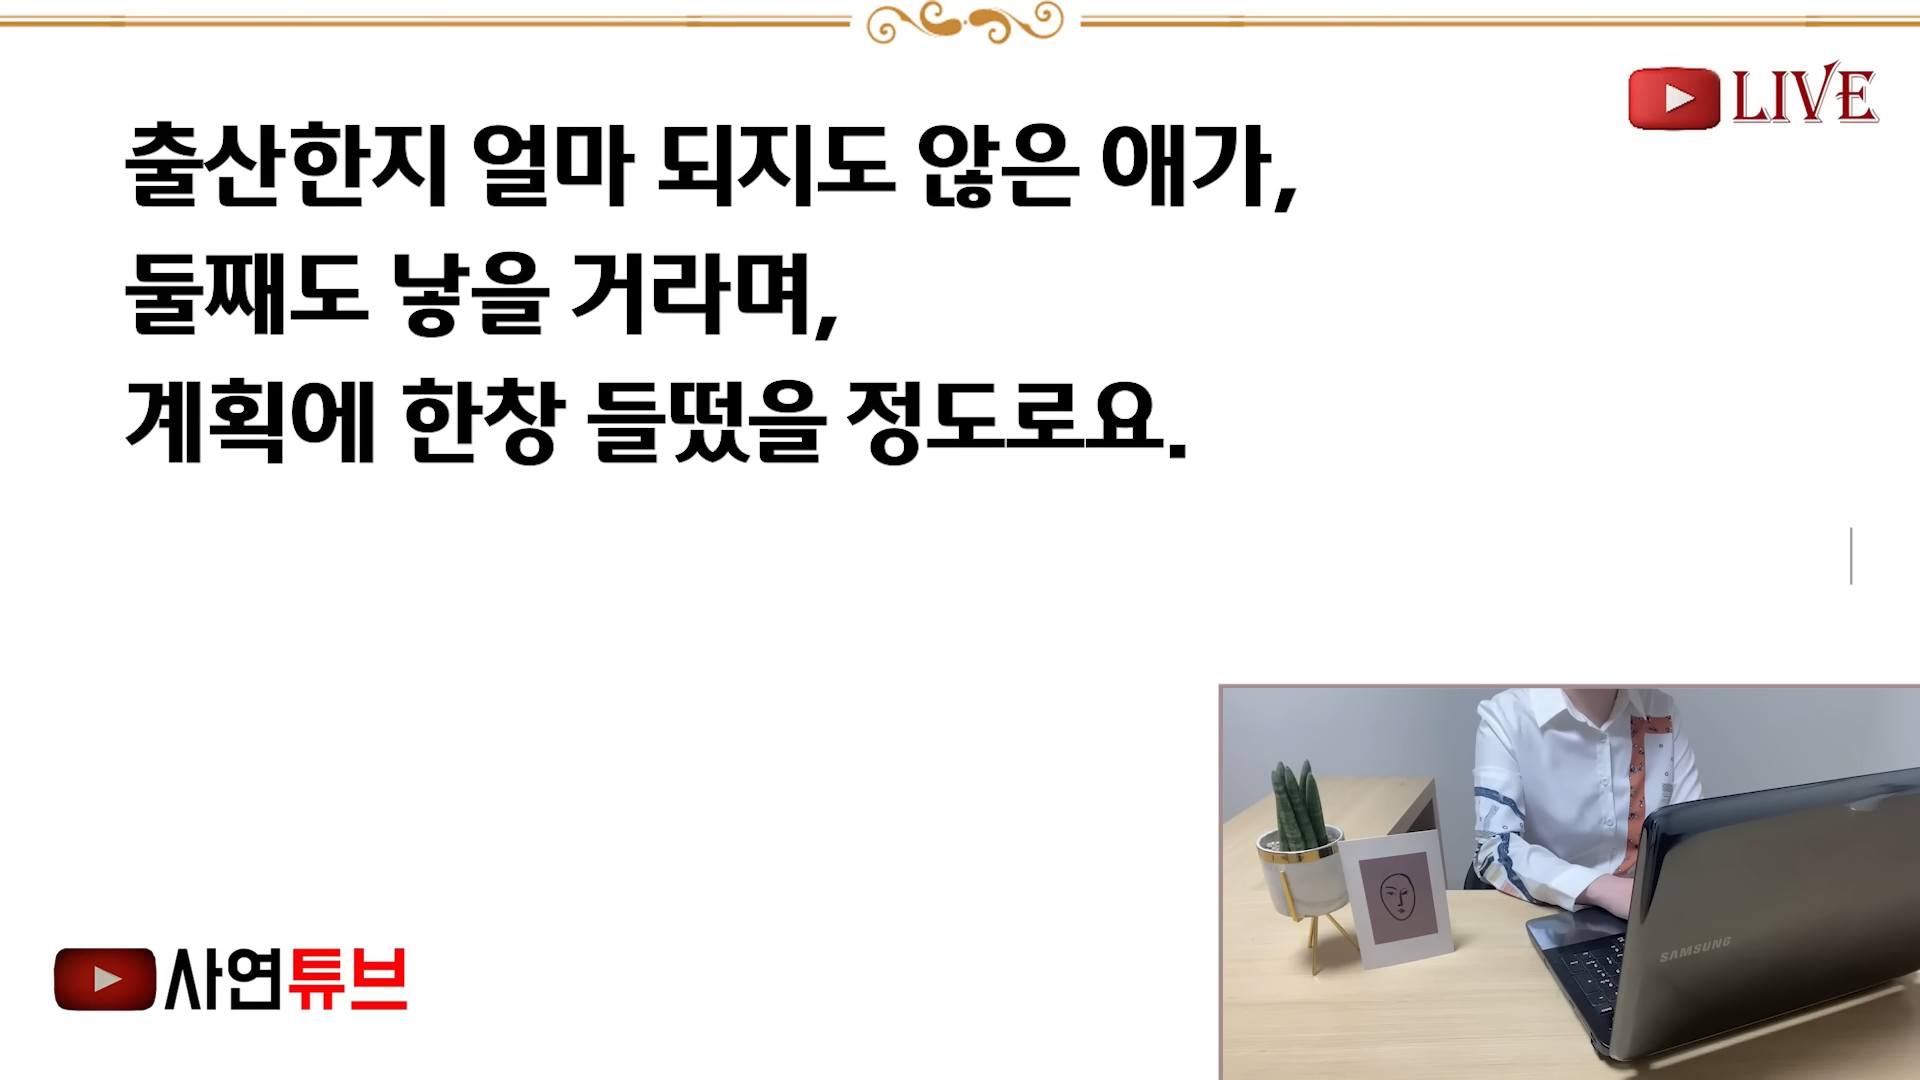 LIVE
출산한지 얼마 되지도 않은 애가,
둘째도 낳을 거라며,
계획에 한창 들떴을 정도로요.
SAMSUNG
사연튜브